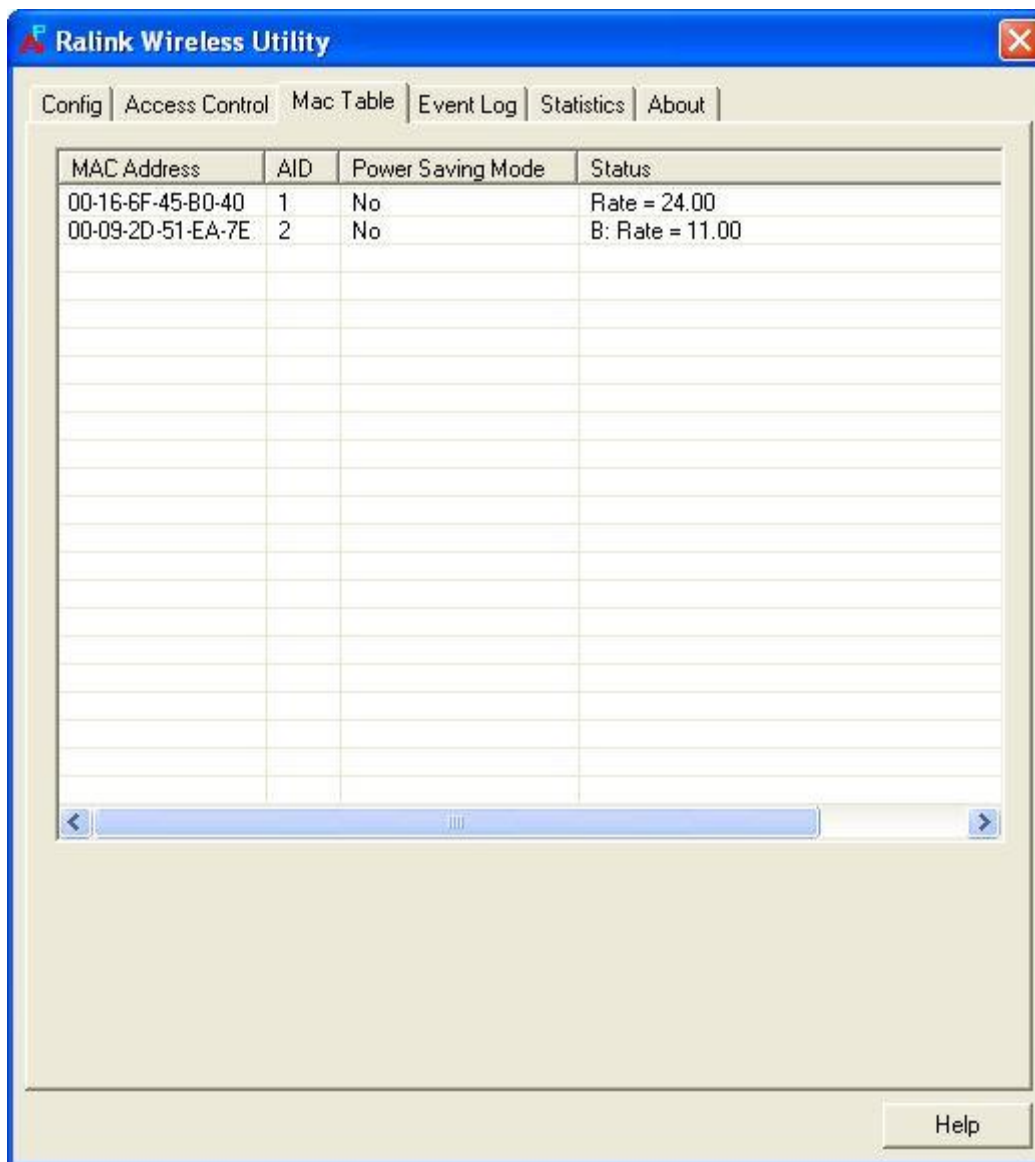 Ralink Wireless Utility
Config Access Control Mac Table Event Log Statistics About
MAC Address AID Power Saving Mode Status
00-16-6F-45-B0-40 1 No Rate = 24.00
00-09-2D-51-EA-7E 2 No B: Rate = 11.00
Help